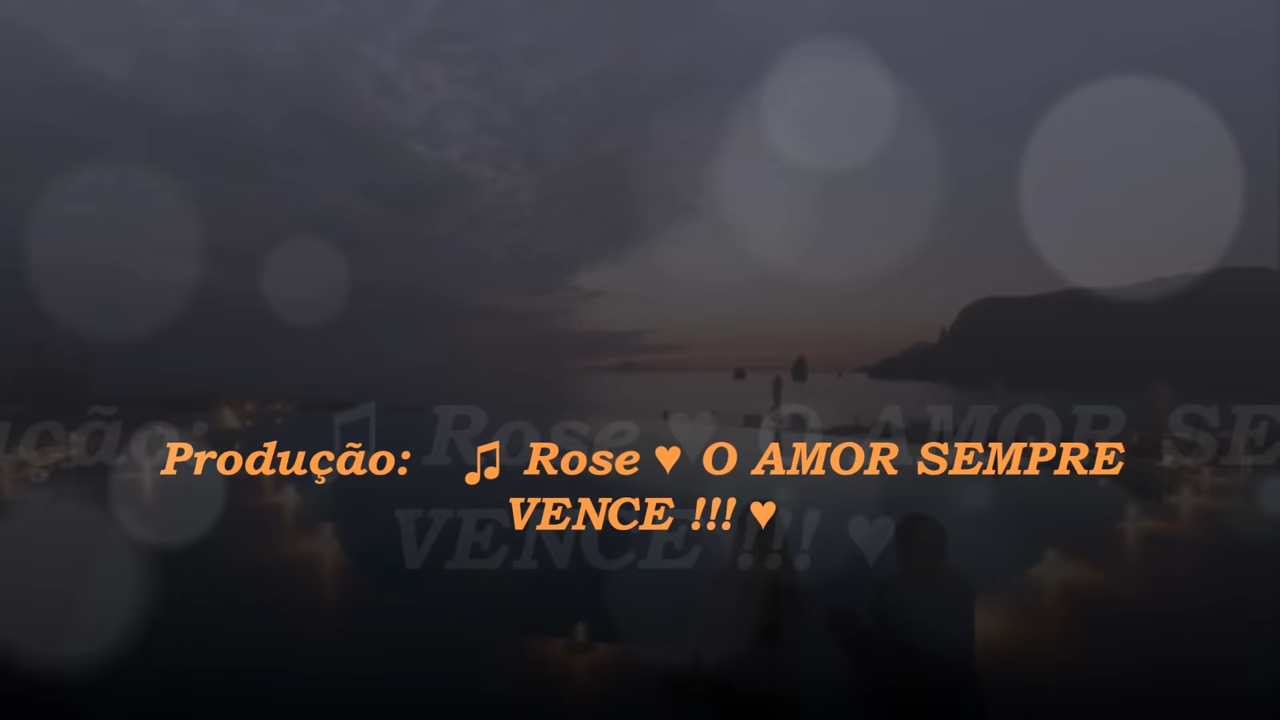 Produção: ♫ Rose ♥ O AMOR SEMPRE
VENCE !!! ♥